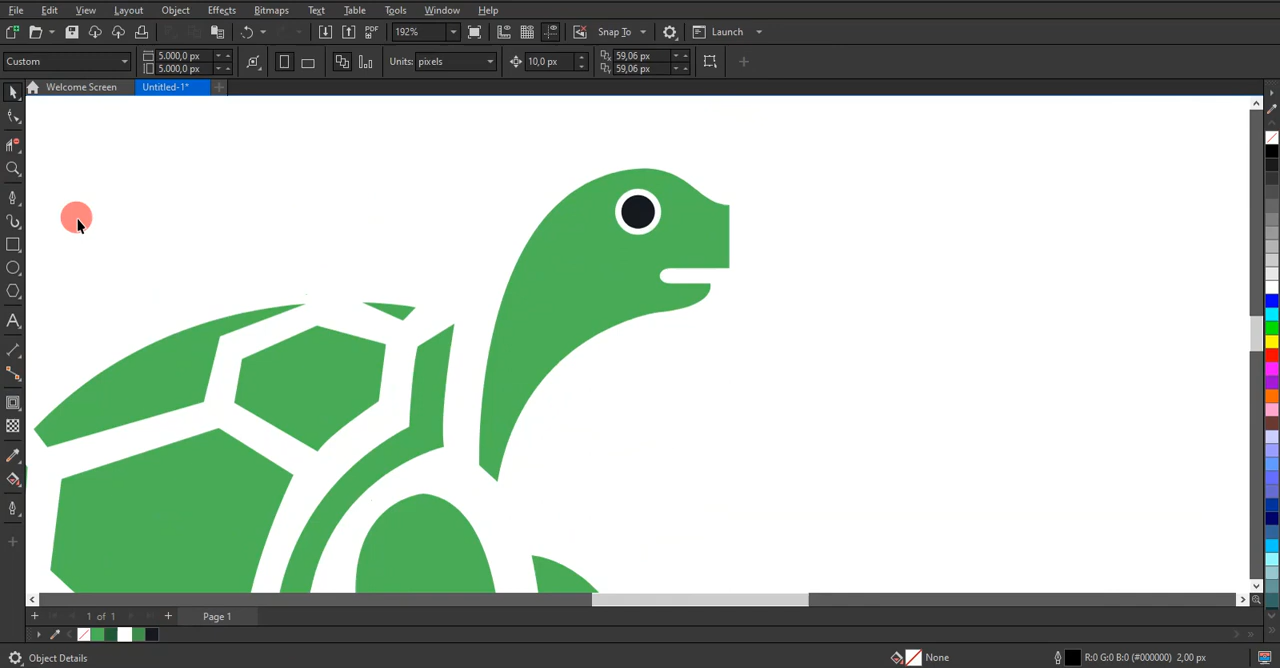 File Edit View Layout Object Effects Bitmaps Text Table Tools Window Help
192% PDF Snap To Launch
Custom 5.000,0 px 5.000,0 px Units: pixels 10,0 px 59,06 px 59,06 px
Welcome Screen Untitled-1*
1 of 1 Page 1
Object Details None R:0 G:0 B:0 (#000000) 2,00 px